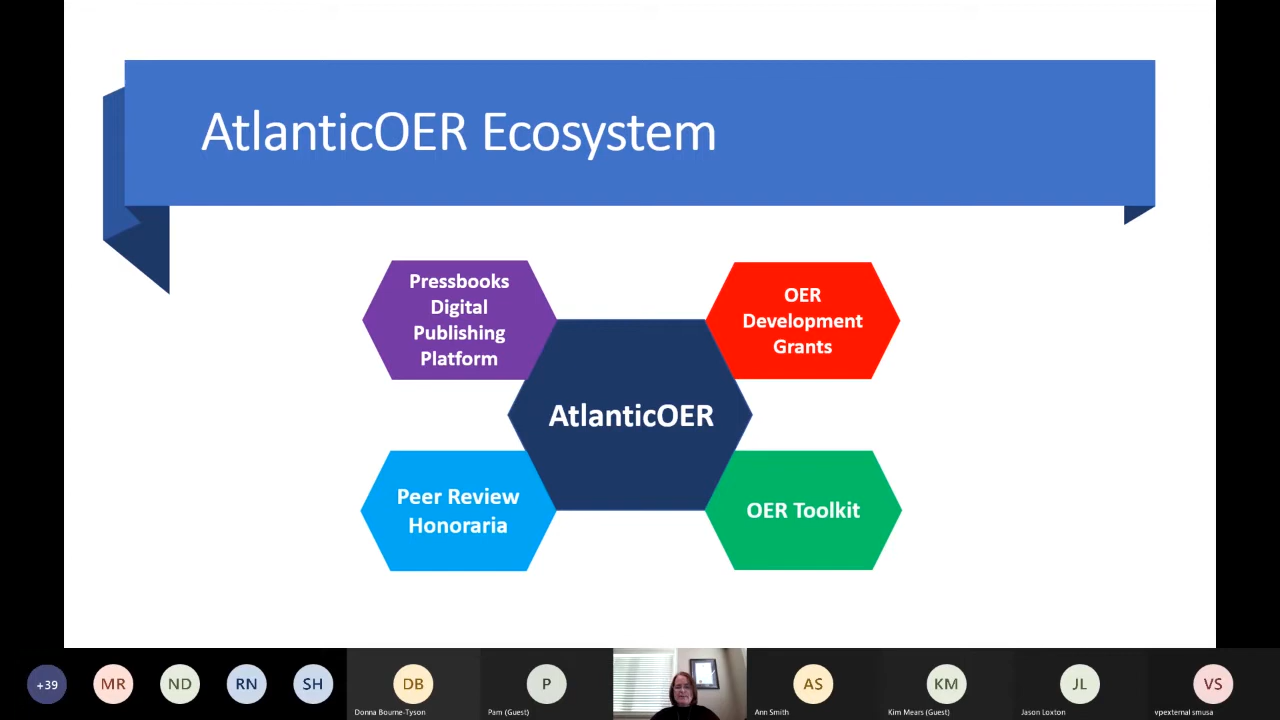 AtlanticOER Ecosystem
Pressbooks
Digital
Publishing
Platform
OER
Development
Grants
AtlanticOER
Peer Review
Honoraria
OER Toolkit
+39
MR
ND
RN
SH
DB
P
AS
KM
JL
VS
Donna Bourne-Tyson
Pam (Guest)
Ann Smith
Kim Mears (Guest)
Jason Loxton
vpexternal smusa